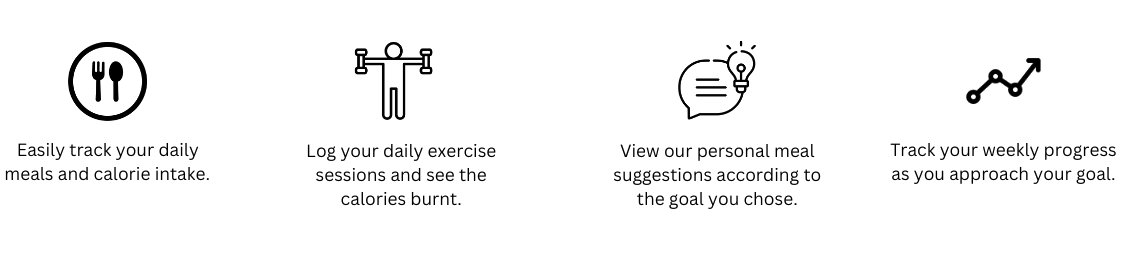 Easily track your daily
meals and calorie intake.
Log your daily exercise
sessions and see the
calories burnt.
View our personal meal
suggestions according to
the goal you chose.
Track your weekly progress
as you approach your goal.